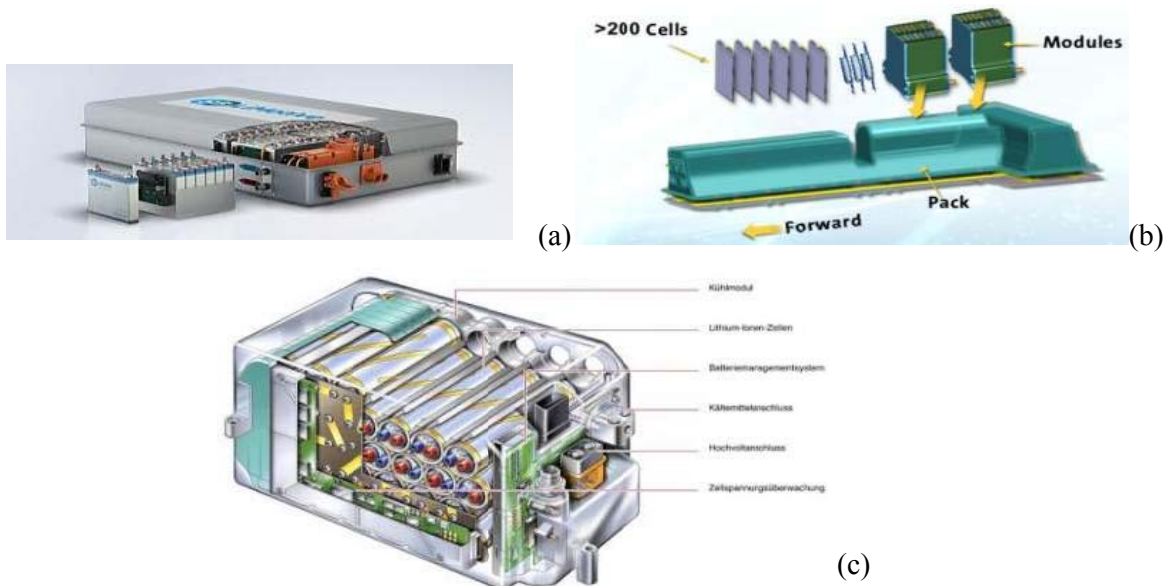 >200 Cells
Modules
Pack
Forward
(a)
(b)
Kühlmodul
Lithium-Ionen-Zellen
Batteriemanagementsystem
Kältemittelanschluss
Hochvoltanschluss
Zellspannungsüberwachung
(c)